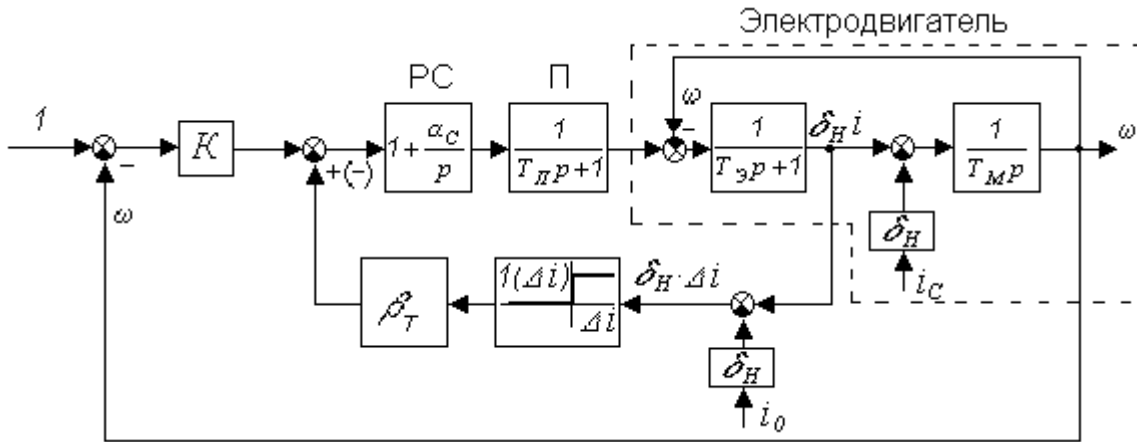 Электродвигатель
РС
П
1
K
1+ α_C / p
1 / T_П p+1
ω
1 / T_Э p+1
δ_H i
1 / T_M p
ω
-
+(-)
-
ω
δ_H
i_C
β_T
1(Δi)
Δi
δ_H·Δi
δ_H
i_0